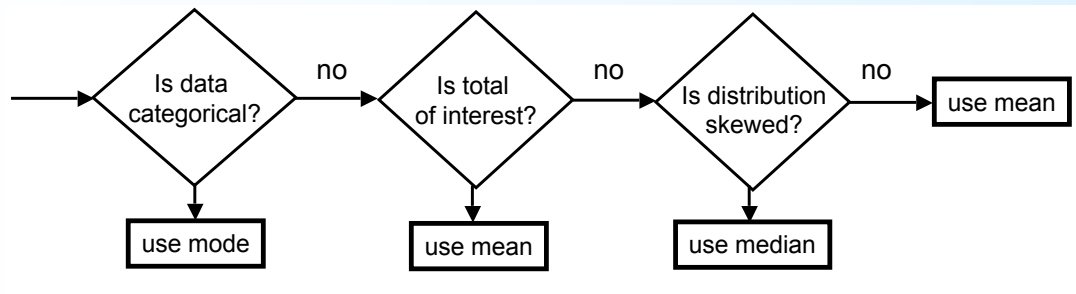 Is data
categorical?
no
Is total
of interest?
no
Is distribution
skewed?
no
use mean
use mode
use mean
use median